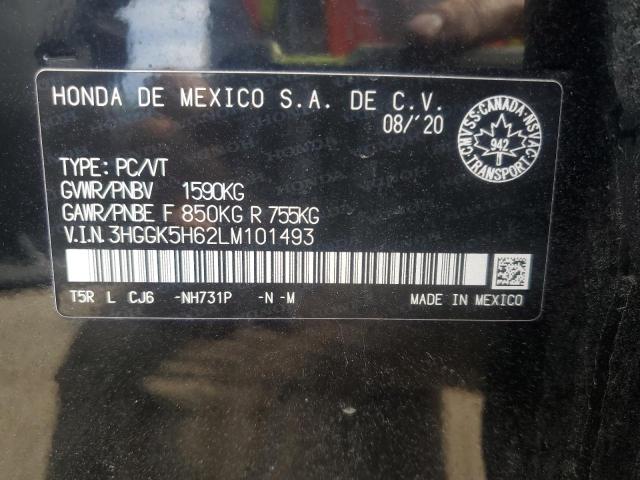 HONDA DE MEXICO S.A. DE C.V.
08/'20
CMVSS-CANADA-NSVAC
942
TRANSPORT
TYPE: PC/VT
GVWR/PNBV 1590KG
GAWR/PNBE F 850KG R 755KG
V.I.N.3HGGK5H62LM101493
T5R L CJ6 -NH731P -N -M
MADE IN MEXICO